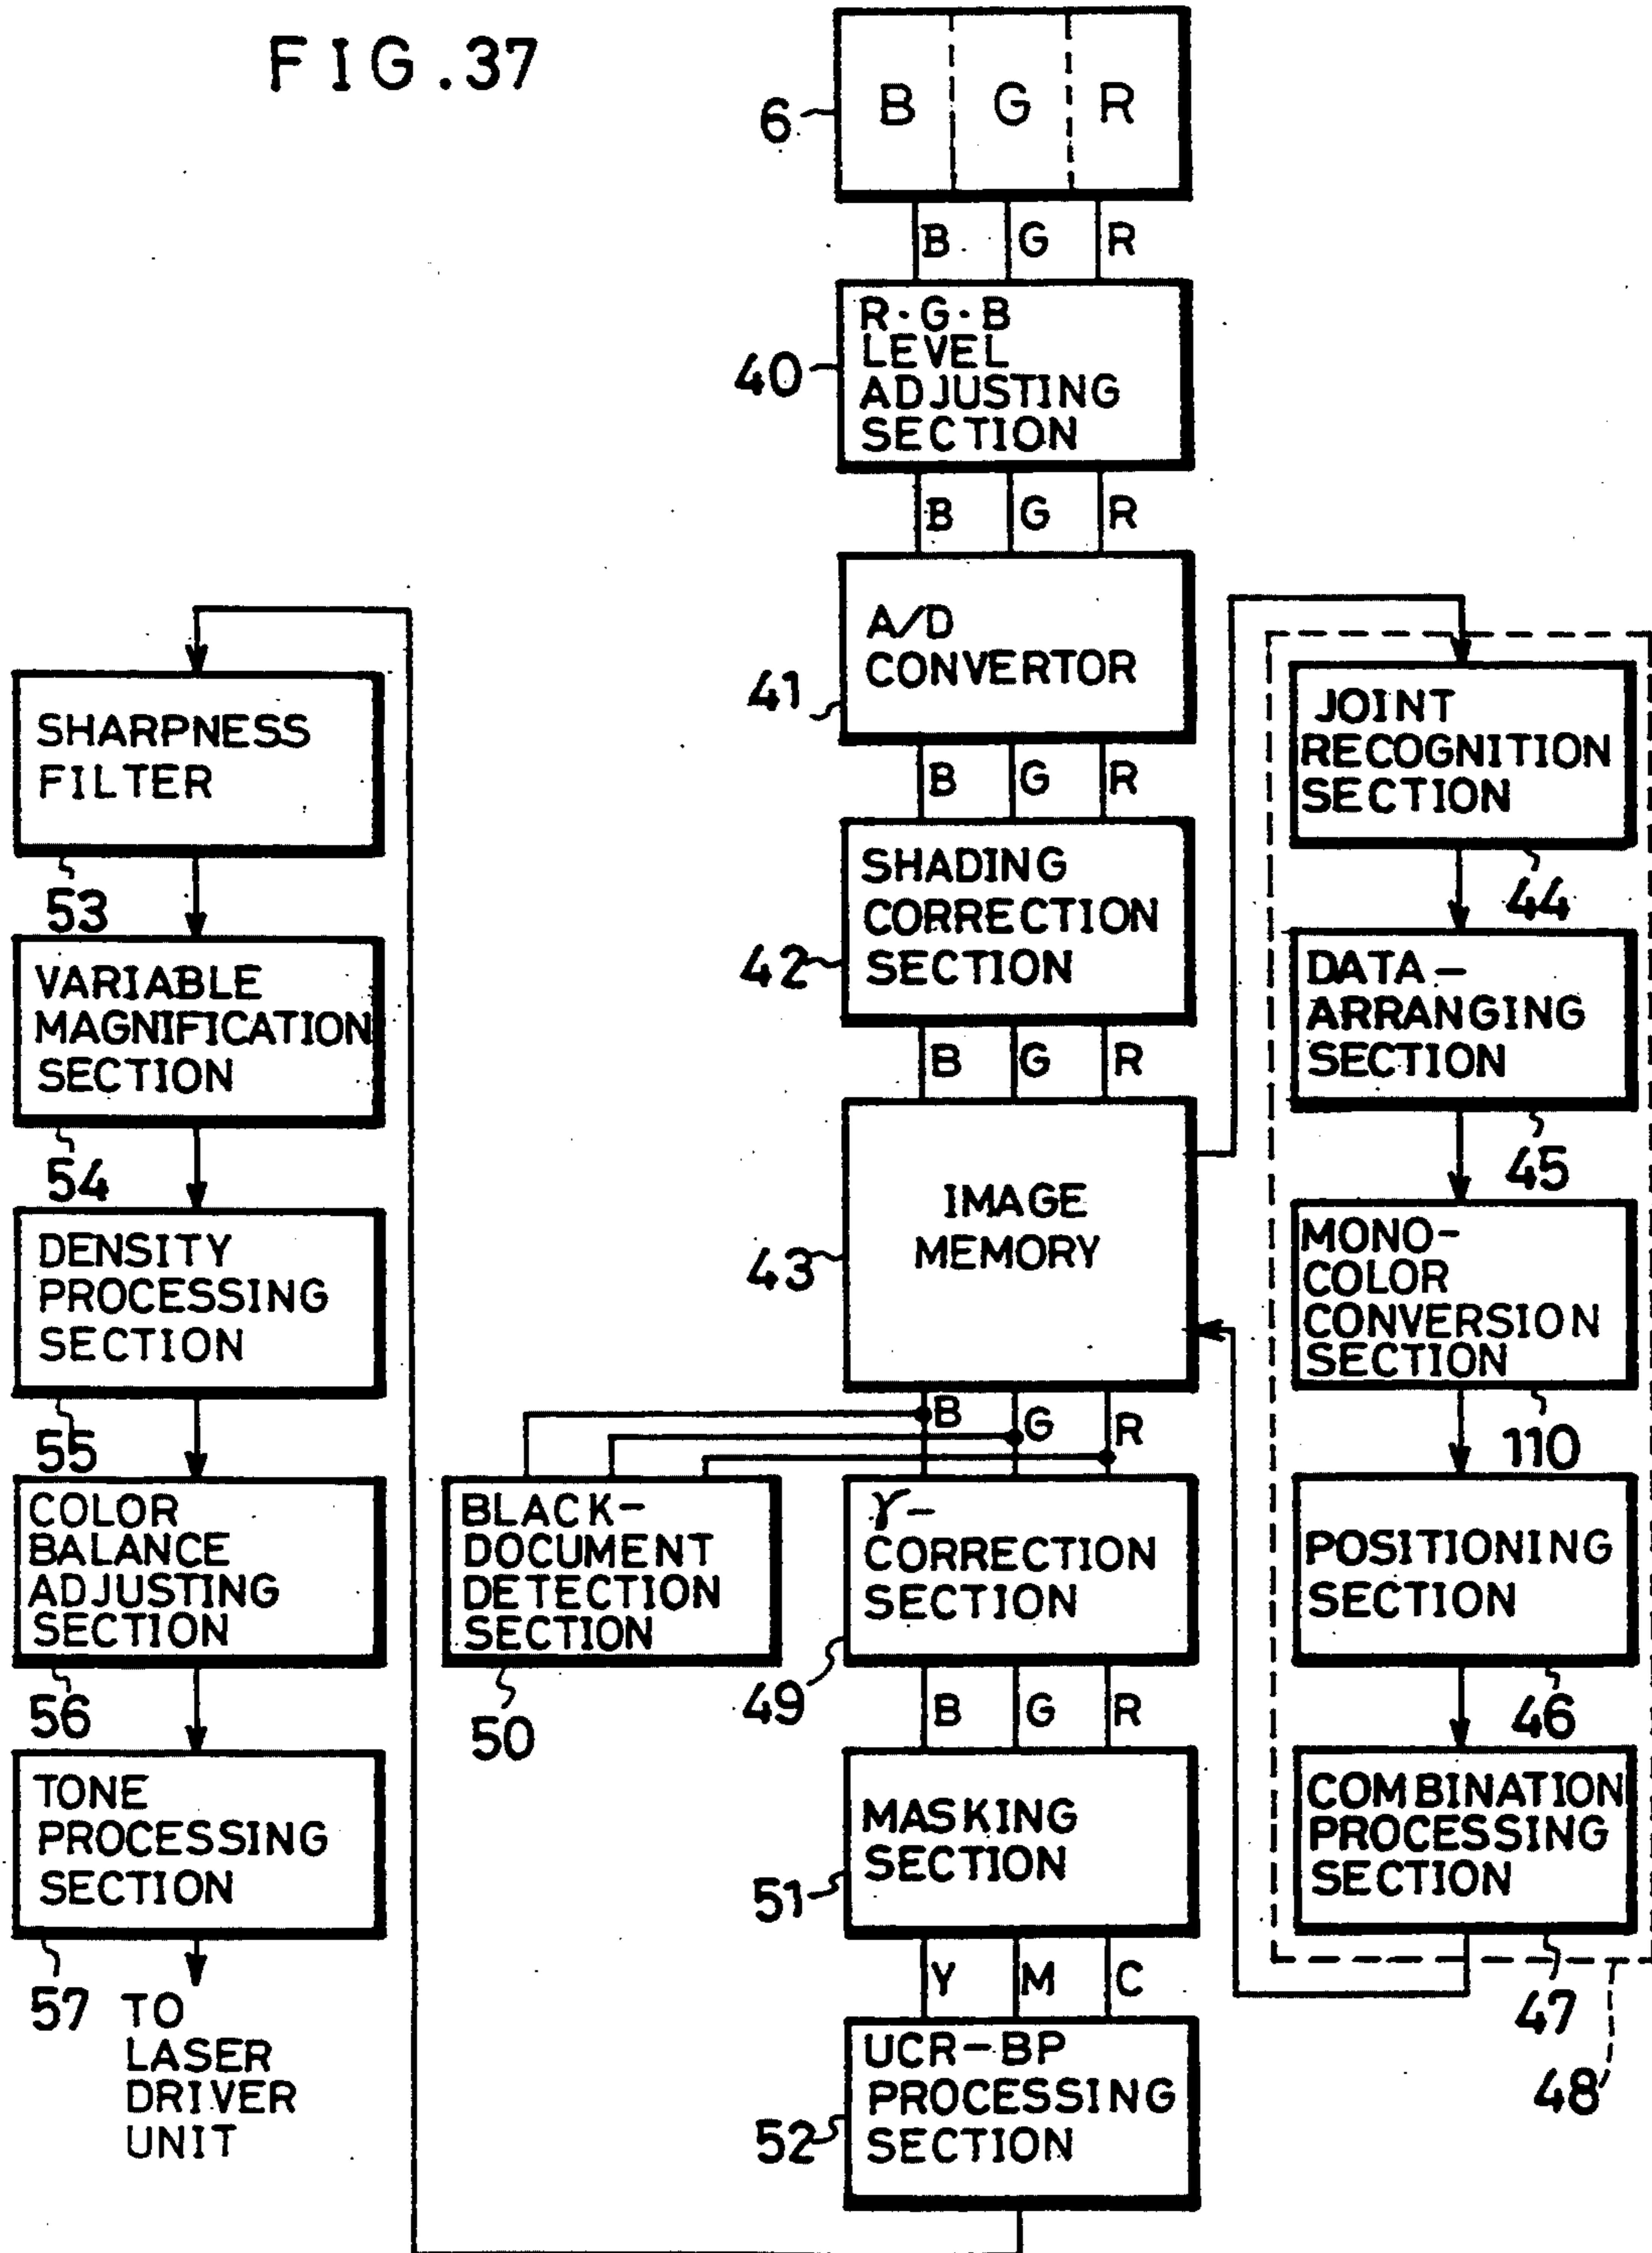 FIG.37
B G R
6
B G R
R·G·B
LEVEL
ADJUSTING
SECTION
40
B G R
A/D
CONVERTOR
41
B G R
SHADING
CORRECTION
SECTION
42
B G R
IMAGE
MEMORY
43
B G R
BLACK-
DOCUMENT
DETECTION
SECTION
50
γ-
CORRECTION
SECTION
49
B G R
MASKING
SECTION
51
Y M C
UCR-BP
PROCESSING
SECTION
52
JOINT
RECOGNITION
SECTION
44
DATA-
ARRANGING
SECTION
45
MONO-
COLOR
CONVERSION
SECTION
110
POSITIONING
SECTION
46
COMBINATION
PROCESSING
SECTION
47
48
SHARPNESS
FILTER
53
VARIABLE
MAGNIFICATION
SECTION
54
DENSITY
PROCESSING
SECTION
55
COLOR
BALANCE
ADJUSTING
SECTION
56
TONE
PROCESSING
SECTION
57
TO
LASER
DRIVER
UNIT